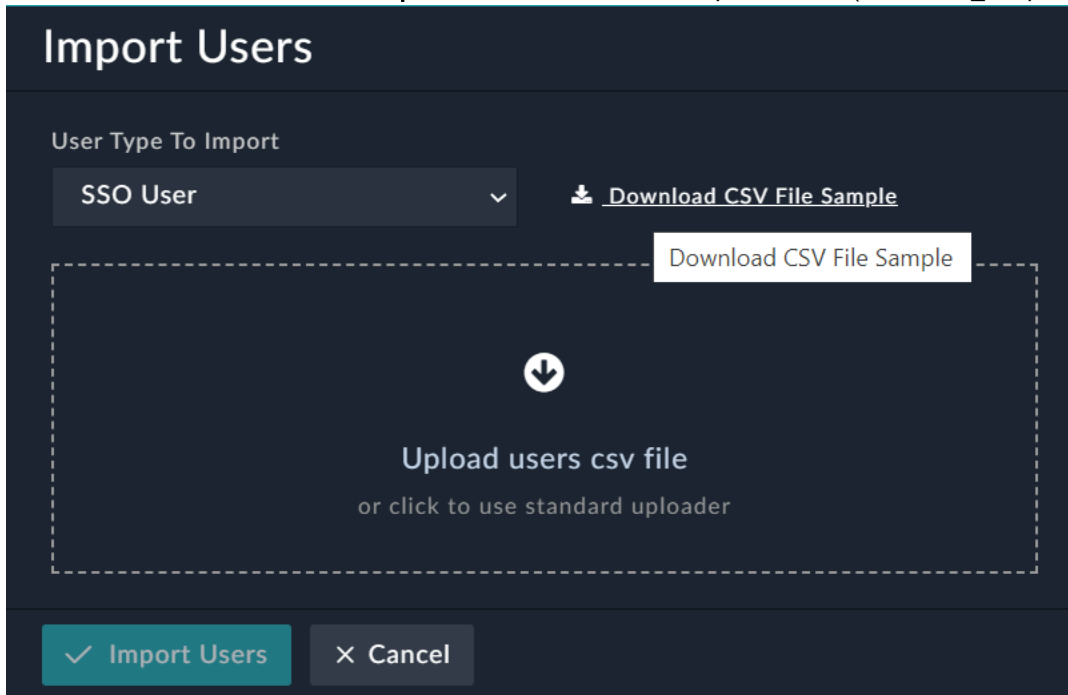 Import Users
User Type To Import
SSO User
Download CSV File Sample
Download CSV File Sample
Upload users csv file
or click to use standard uploader
Import Users
Cancel